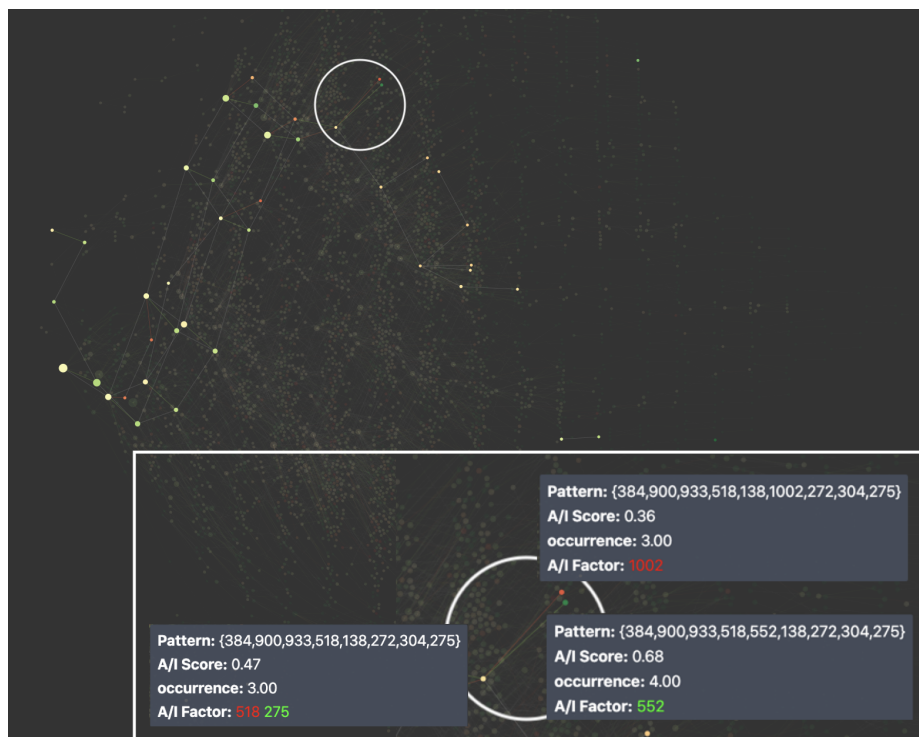 Pattern: {384,900,933,518,138,1002,272,304,275}
A/I Score: 0.36
occurrence: 3.00
A/I Factor: 1002
Pattern: {384,900,933,518,138,272,304,275}
A/I Score: 0.47
occurrence: 3.00
A/I Factor: 518 275
Pattern: {384,900,933,518,552,138,272,304,275}
A/I Score: 0.68
occurrence: 4.00
A/I Factor: 552